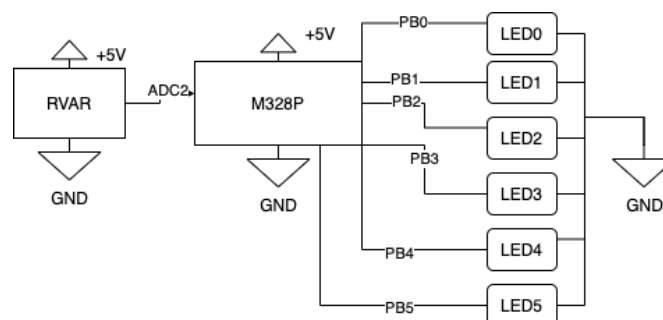 +5V
RVAR
GND
ADC2
+5V
M328P
GND
PB0
LED0
PB1
LED1
PB2
LED2
PB3
LED3
PB4
LED4
PB5
LED5
GND